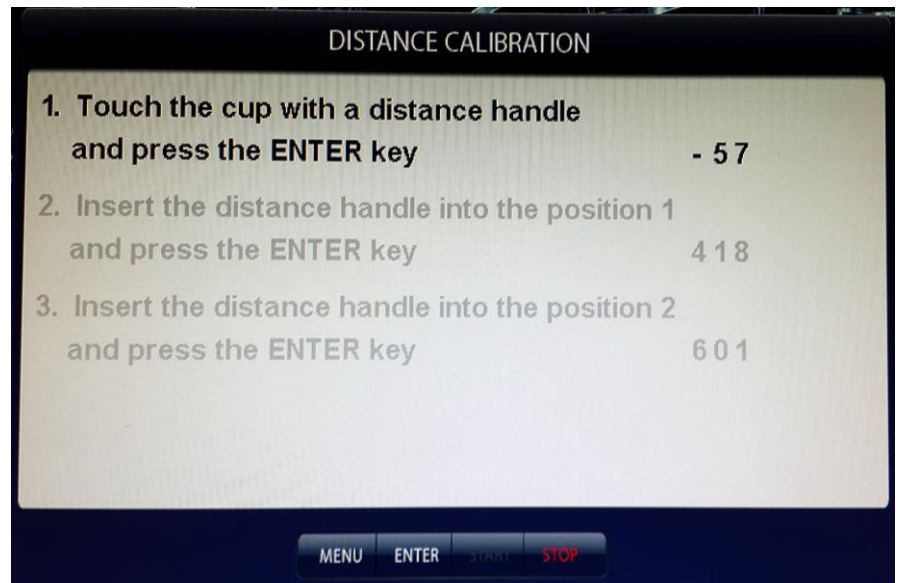 DISTANCE CALIBRATION
1. Touch the cup with a distance handle
and press the ENTER key - 57
2. Insert the distance handle into the position 1
and press the ENTER key 418
3. Insert the distance handle into the position 2
and press the ENTER key 601
MENU ENTER START STOP